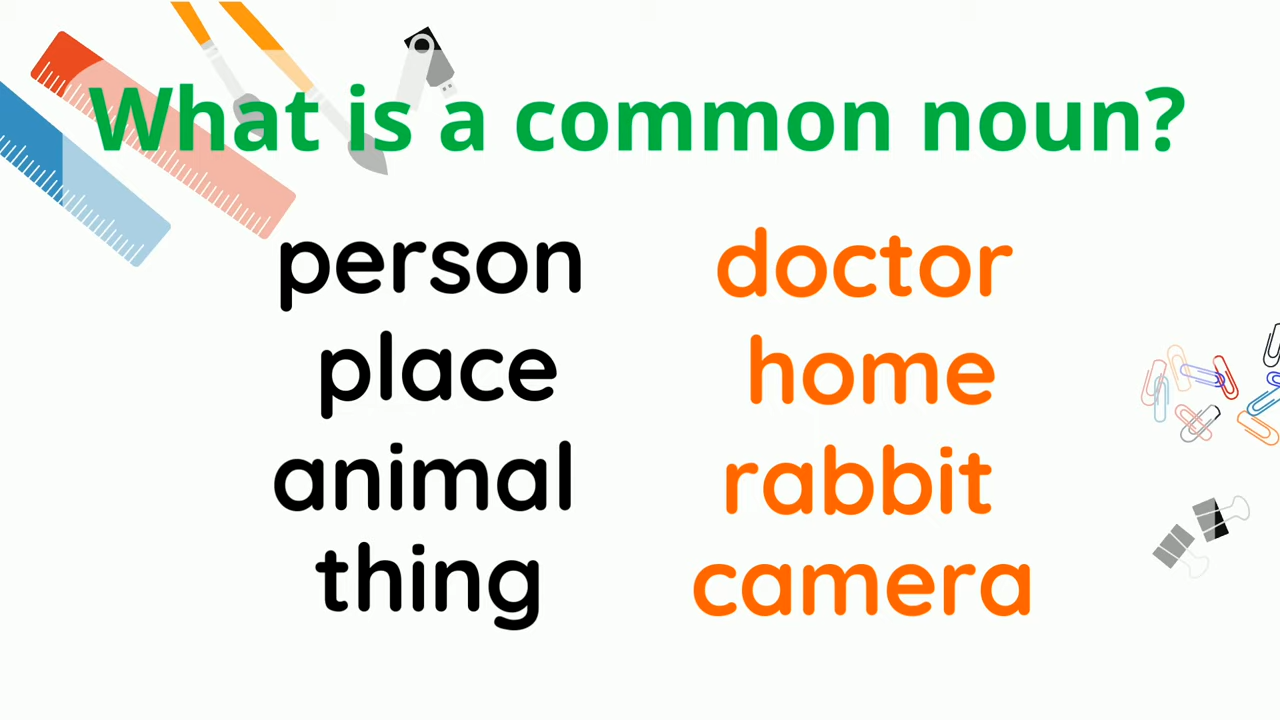 What is a common noun?
person doctor
place home
animal rabbit
thing camera